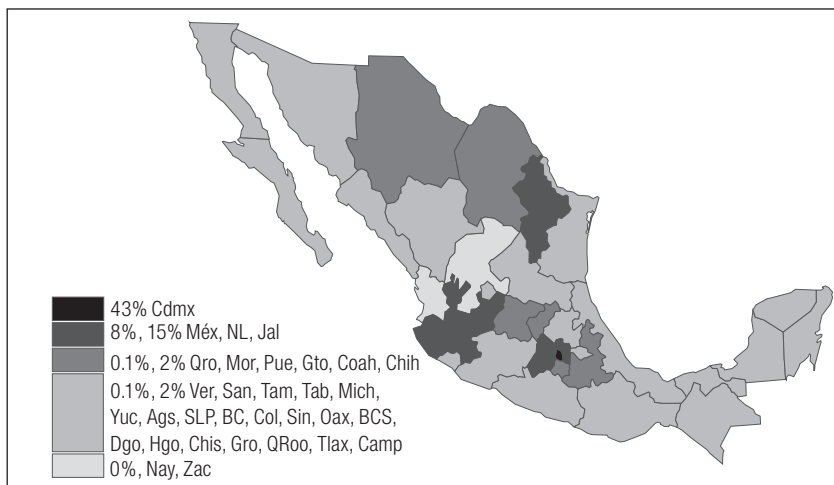 43% Cdmx
8%, 15% Méx, NL, Jal
0.1%, 2% Qro, Mor, Pue, Gto, Coah, Chih
0.1%, 2% Ver, San, Tam, Tab, Mich,
Yuc, Ags, SLP, BC, Col, Sin, Oax, BCS,
Dgo, Hgo, Chis, Gro, QRoo, Tlax, Camp
0%, Nay, Zac